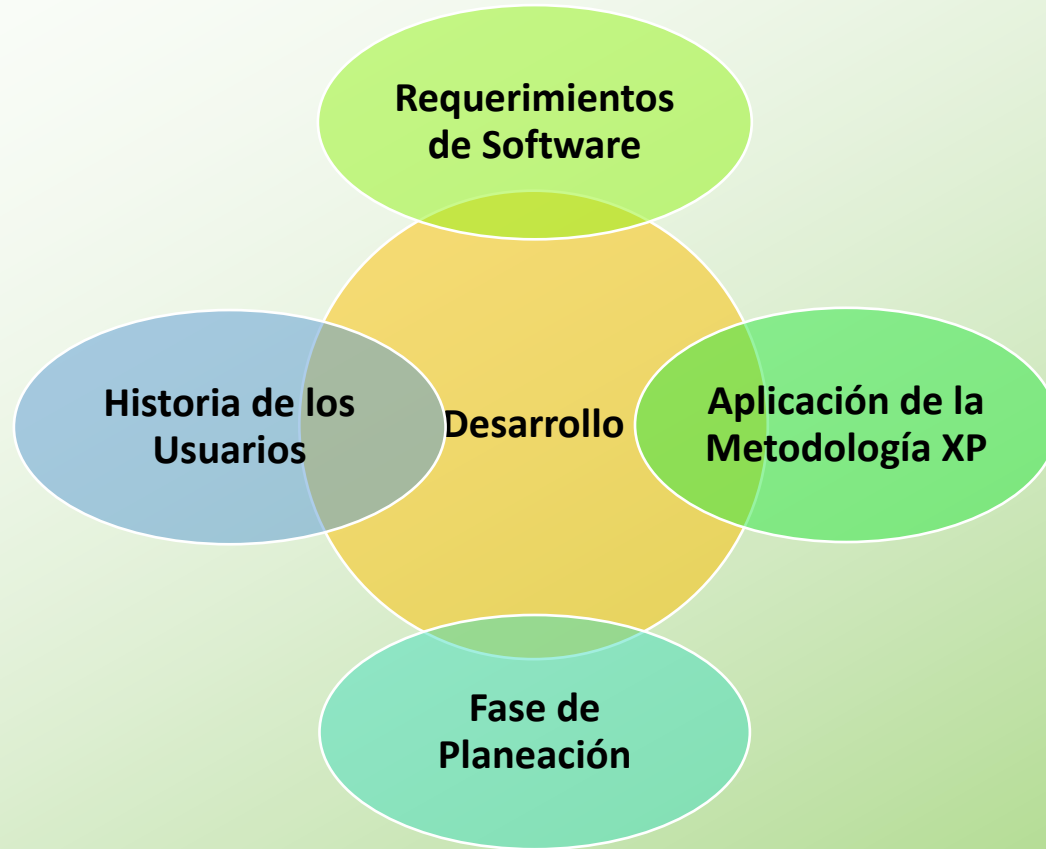 Requerimientos
de Software
Historia de los
Usuarios
Desarrollo
Aplicación de la
Metodología XP
Fase de
Planeación